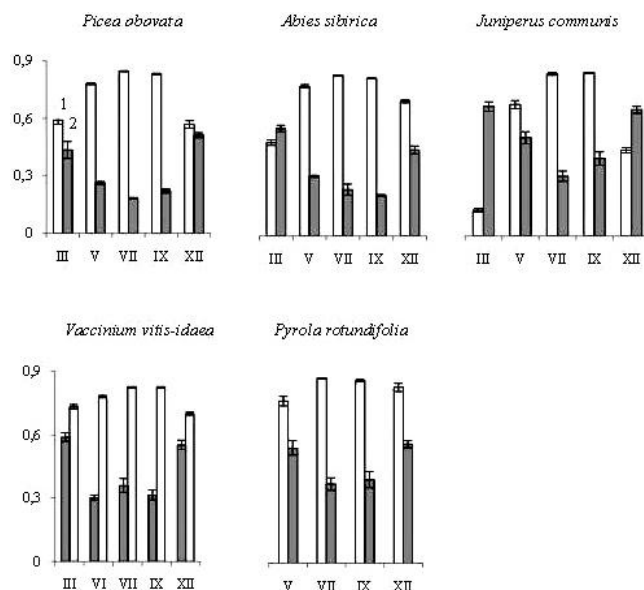 Picea obovata Abies sibirica Juniperus communis
0,9
0,6
0,3
0
1
2
III V VII IX XII III V VII IX XII III V VII IX XII
Vaccinium vitis-idaea Pyrola rotundifolia
0,9
0,6
0,3
0
III VI VII IX XII V VII IX XII